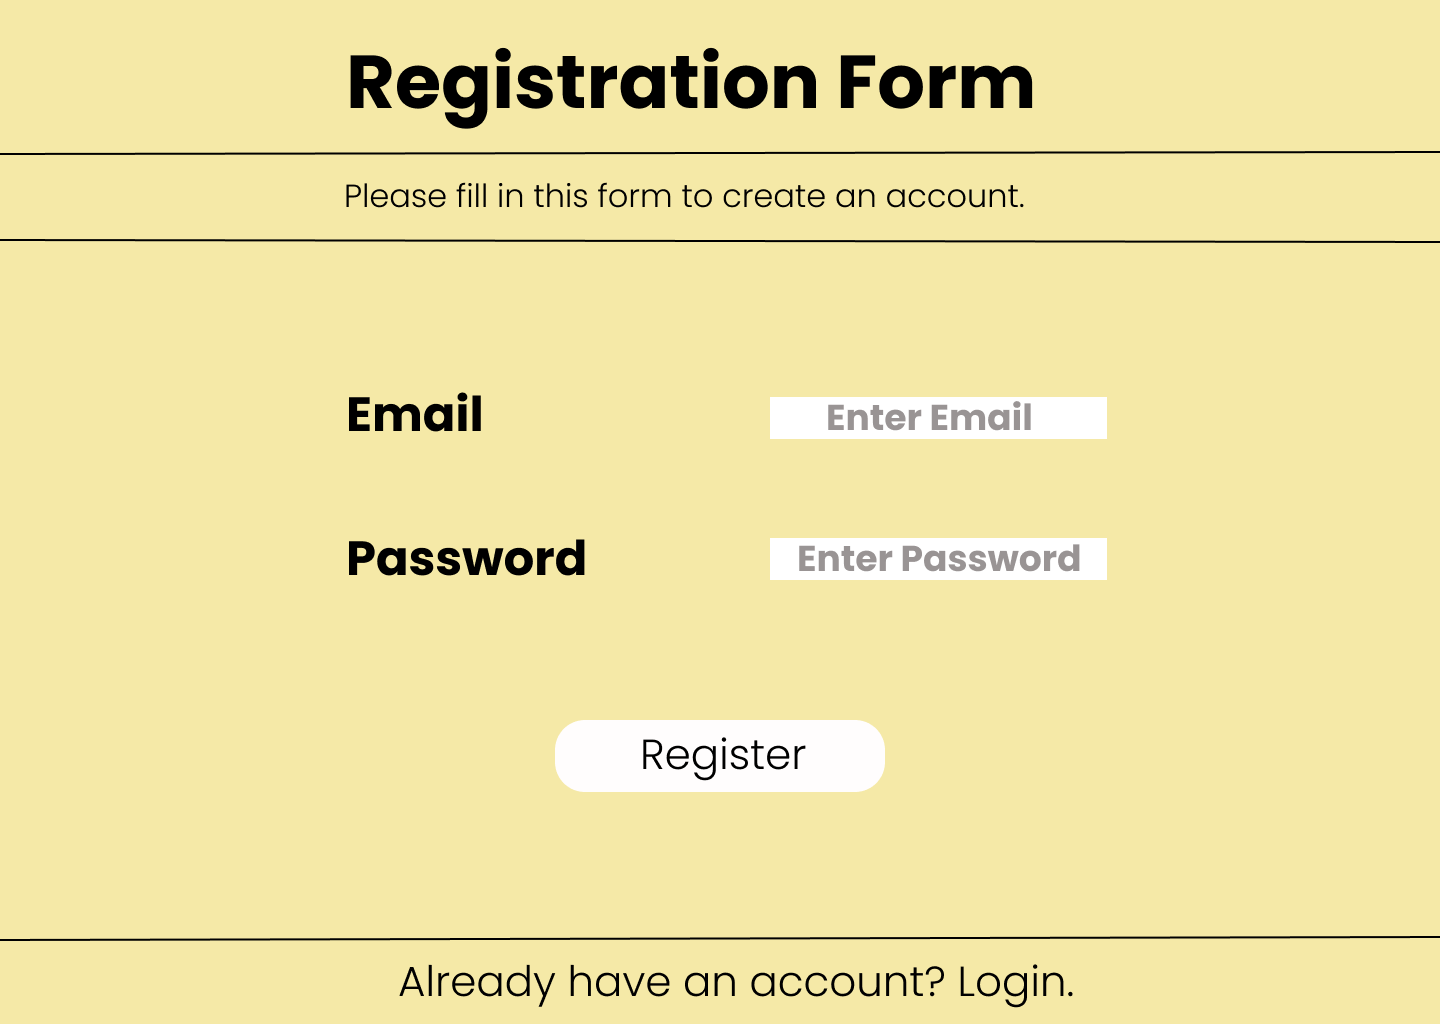 Registration Form
Please fill in this form to create an account.
Email
Enter Email
Password
Enter Password
Register
Already have an account? Login.